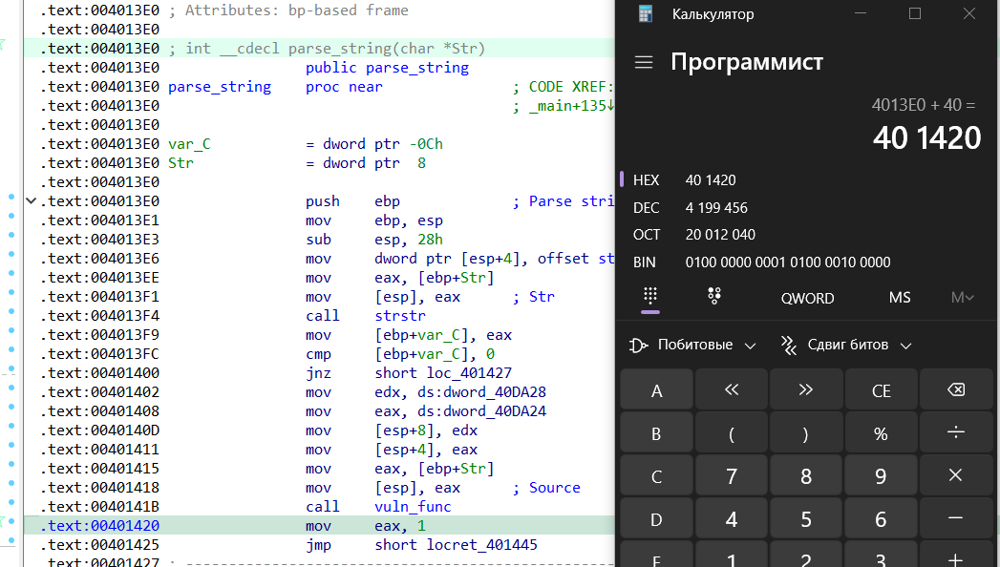 .text:004013E0 ; Attributes: bp-based frame
.text:004013E0
.text:004013E0 ; int __cdecl parse_string(char *Str)
.text:004013E0 public parse_string
.text:004013E0 parse_string proc near ; CODE XREF:
.text:004013E0 ; _main+135↓
.text:004013E0
.text:004013E0 var_C = dword ptr -0Ch
.text:004013E0 Str = dword ptr 8
.text:004013E0
.text:004013E0 push ebp ; Parse stri
.text:004013E1 mov ebp, esp
.text:004013E3 sub esp, 28h
.text:004013E6 mov dword ptr [esp+4], offset st
.text:004013EE mov eax, [ebp+Str]
.text:004013F1 mov [esp], eax ; Str
.text:004013F4 call strstr
.text:004013F9 mov [ebp+var_C], eax
.text:004013FC cmp [ebp+var_C], 0
.text:00401400 jnz short loc_401427
.text:00401402 mov edx, ds:dword_40DA28
.text:00401408 mov eax, ds:dword_40DA24
.text:0040140D mov [esp+8], edx
.text:00401411 mov [esp+4], eax
.text:00401415 mov eax, [ebp+Str]
.text:00401418 mov [esp], eax ; Source
.text:0040141B call vuln_func
.text:00401420 mov eax, 1
.text:00401425 jmp short locret_401445
.text:00401427 ; --------------------------------------------------
Калькулятор
Программист
4013E0 + 40 =
40 1420
HEX 40 1420
DEC 4 199 456
OCT 20 012 040
BIN 0100 0000 0001 0100 0010 0000
QWORD MS M
Побитовые Сдвиг битов
A << >> CE
B ( ) % ÷
C 7 8 9 ×
D 4 5 6 −
E 1 2 3 +